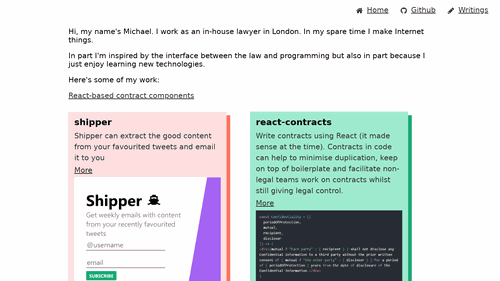 Home Github Writings
Hi, my name's Michael. I work as an in-house lawyer in London. In my spare time I make Internet
things.
In part I'm inspired by the interface between the law and programming but also in part because I
just enjoy learning new technologies.
Here's some of my work:
React-based contract components
shipper
Shipper can extract the good content
from your favourited tweets and email
it to you
More
Shipper
Get weekly emails with content
from your recently favourited
tweets
@username
email
SUBSCRIBE
react-contracts
Write contracts using React (it made
sense at the time). Contracts in code
can help to minimise duplication, keep
on top of boilerplate and facilitate non-
legal teams work on contracts whilst
still giving legal control.
More
const Confidentiality = ({
periodOfProtection,
mutual,
recipient,
discloser